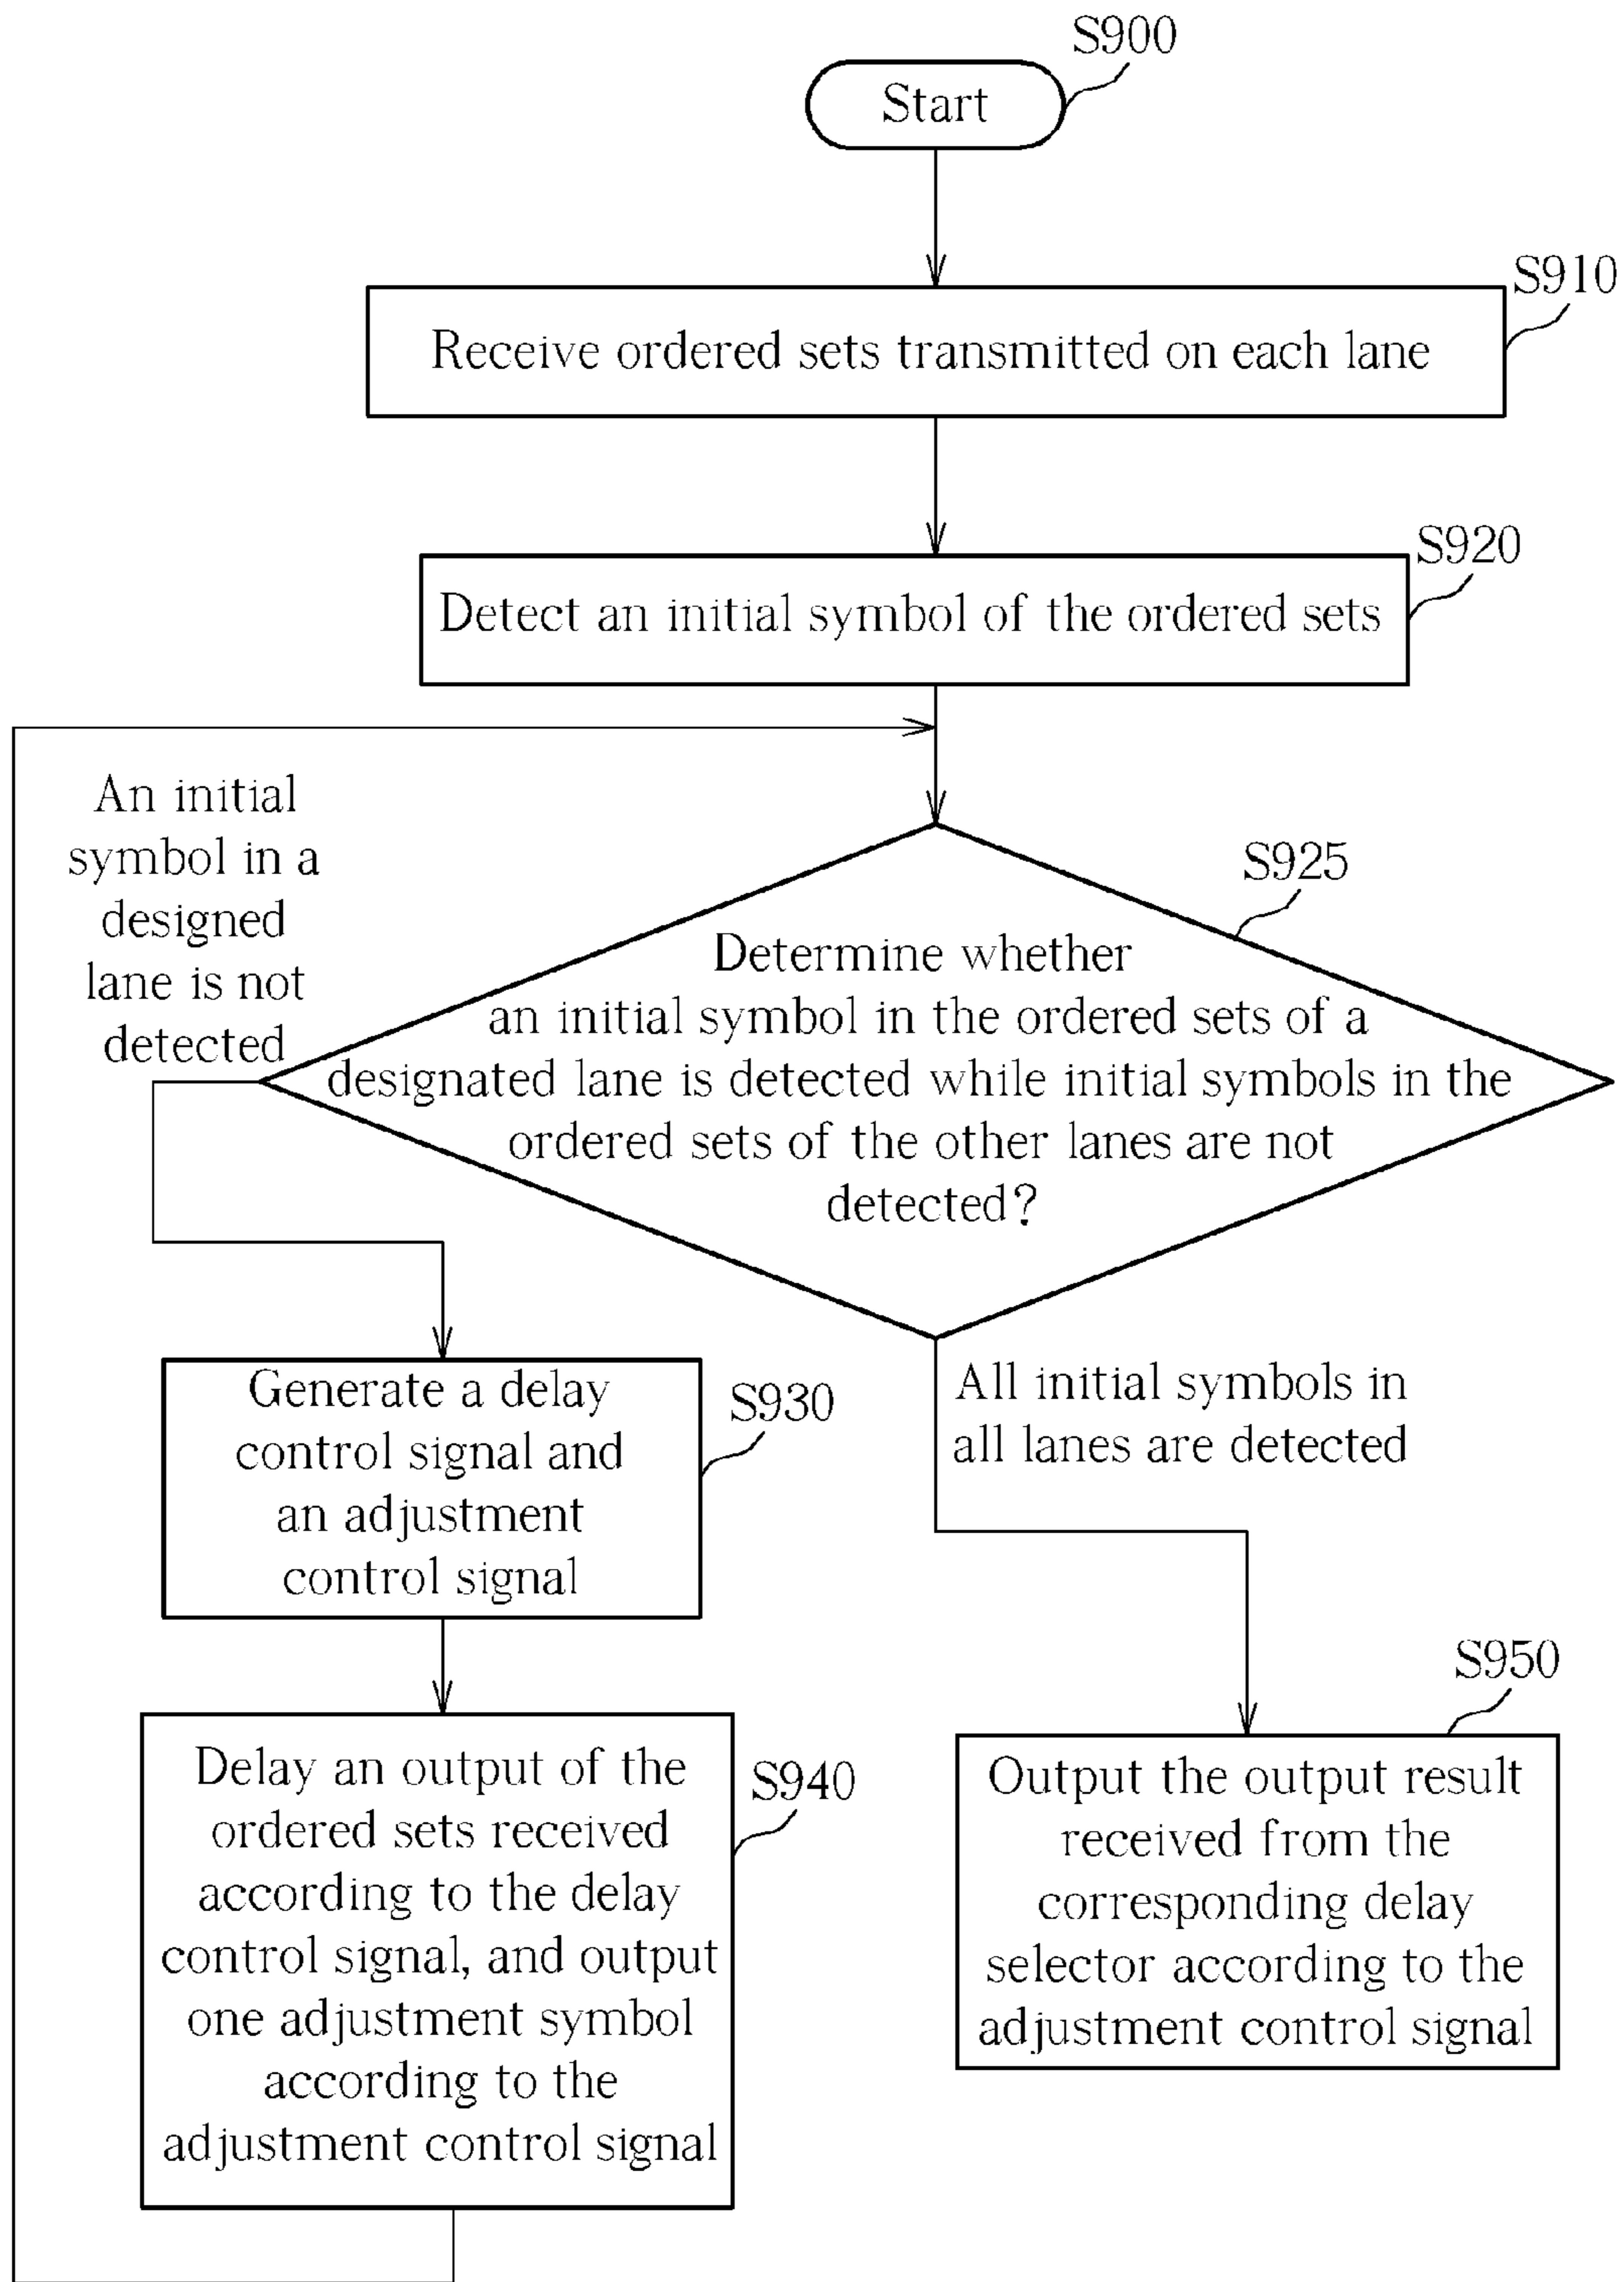 S900
Start
S910
Receive ordered sets transmitted on each lane
S920
Detect an initial symbol of the ordered sets
An initial
symbol in a
designed
lane is not
detected
S925
Determine whether
an initial symbol in the ordered sets of a
designated lane is detected while initial symbols in the
ordered sets of the other lanes are not
detected?
Generate a delay
control signal and
an adjustment
control signal
S930
All initial symbols in
all lanes are detected
Delay an output of the
ordered sets received
according to the delay
control signal, and output
one adjustment symbol
according to the
adjustment control signal
S940
S950
Output the output result
received from the
corresponding delay
selector according to the
adjustment control signal